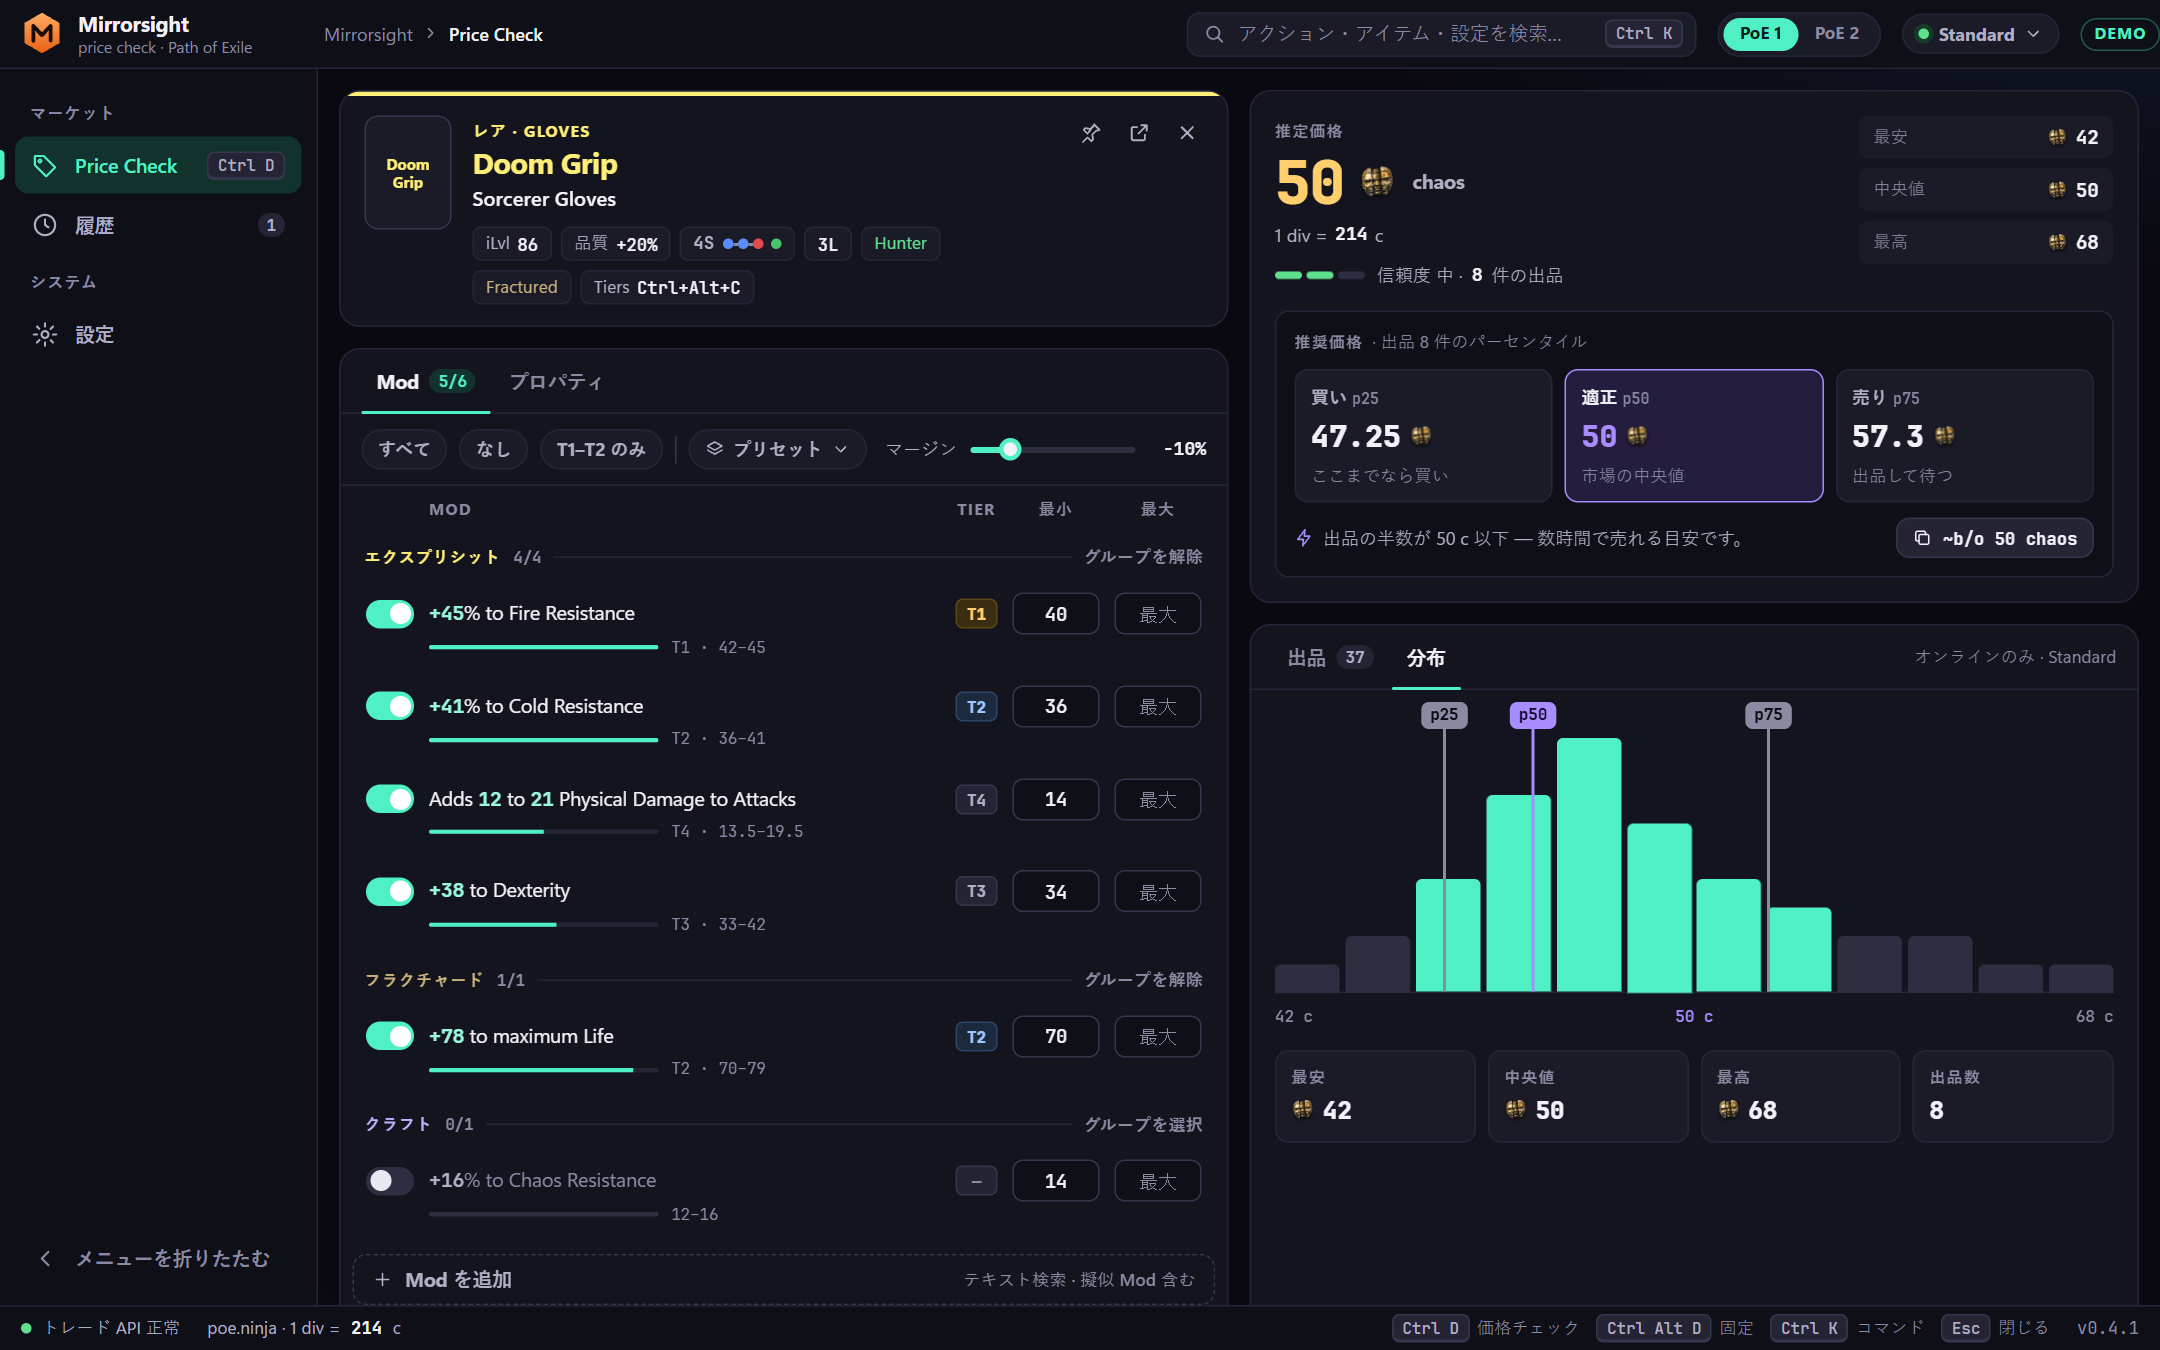 Mirrorsight
price check · Path of Exile
Mirrorsight > Price Check
アクション・アイテム・設定を検索... Ctrl K
PoE 1 PoE 2
Standard
DEMO
マーケット
Price Check Ctrl D
履歴 1
システム
設定
メニューを折りたたむ
Doom
Grip
レア · GLOVES
Doom Grip
Sorcerer Gloves
iLvl 86 品質 +20% 4S 3L Hunter
Fractured Tiers Ctrl+Alt+C
Mod 5/6 プロパティ
すべて なし T1–T2 のみ プリセット マージン -10%
MOD TIER 最小 最大
エクスプリシット 4/4 グループを解除
+45% to Fire Resistance T1 40 最大
T1 · 42–45
+41% to Cold Resistance T2 36 最大
T2 · 36–41
Adds 12 to 21 Physical Damage to Attacks T4 14 最大
T4 · 13.5–19.5
+38 to Dexterity T3 34 最大
T3 · 33–42
フラクチャード 1/1 グループを解除
+78 to maximum Life T2 70 最大
T2 · 70–79
クラフト 0/1 グループを選択
+16% to Chaos Resistance – 14 最大
12–16
+ Mod を追加 テキスト検索 · 擬似 Mod 含む
推定価格
50 chaos
1 div = 214 c
信頼度 中 · 8 件の出品
最安 42
中央値 50
最高 68
推奨価格 · 出品 8 件のパーセンタイル
買い p25
47.25
ここまでなら買い
適正 p50
50
市場の中央値
売り p75
57.3
出品して待つ
出品の半数が 50 c 以下 — 数時間で売れる目安です。
~b/o 50 chaos
出品 37 分布 オンラインのみ · Standard
p25 p50 p75
42 c 50 c 68 c
最安
42
中央値
50
最高
68
出品数
8
トレード API 正常 poe.ninja · 1 div = 214 c
Ctrl D 価格チェック Ctrl Alt D 固定 Ctrl K コマンド Esc 閉じる v0.4.1